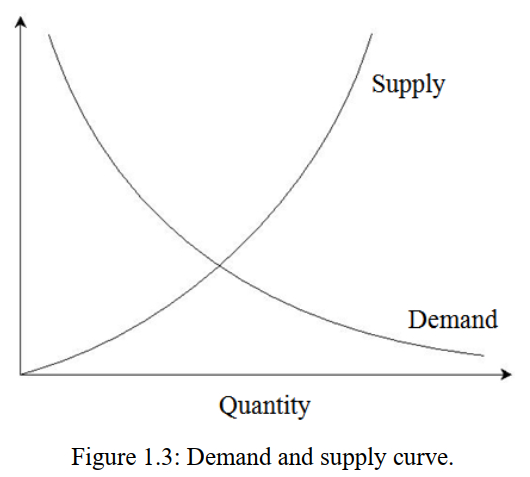 Supply
Demand
Quantity
Figure 1.3: Demand and supply curve.